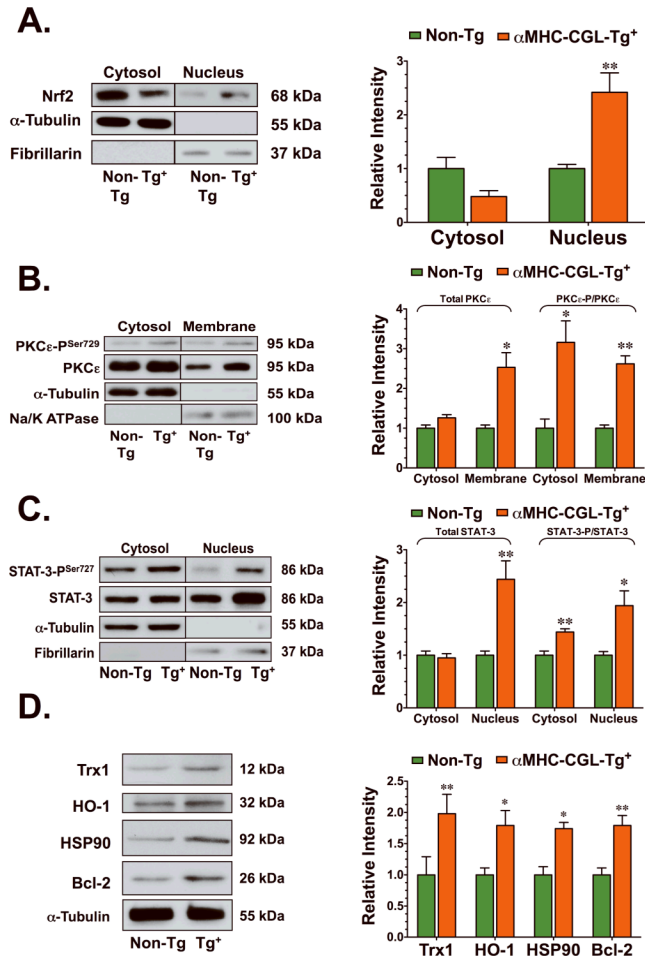 A.
Cytosol Nucleus
Nrf2 68 kDa
α-Tubulin 55 kDa
Fibrillarin 37 kDa
Non-Tg Tg⁺ Non-Tg Tg⁺
Non-Tg αMHC-CGL-Tg⁺
Relative Intensity
3
2
1
0
**
Cytosol Nucleus
B.
Cytosol Membrane
PKCε-P^Ser729 95 kDa
PKCε 95 kDa
α-Tubulin 55 kDa
Na/K ATPase 100 kDa
Non-Tg Tg⁺ Non-Tg Tg⁺
Non-Tg αMHC-CGL-Tg⁺
Total PKCε PKCε-P/PKCε
Relative Intensity
4
3
2
1
0
* * **
Cytosol Membrane Cytosol Membrane
C.
Cytosol Nucleus
STAT-3-P^Ser727 86 kDa
STAT-3 86 kDa
α-Tubulin 55 kDa
Fibrillarin 37 kDa
Non-Tg Tg⁺ Non-Tg Tg⁺
Non-Tg αMHC-CGL-Tg⁺
Total STAT-3 STAT-3-P/STAT-3
Relative Intensity
3
2
1
0
** ** *
Cytosol Nucleus Cytosol Nucleus
D.
Trx1 12 kDa
HO-1 32 kDa
HSP90 92 kDa
Bcl-2 26 kDa
α-Tubulin 55 kDa
Non-Tg Tg⁺
Non-Tg αMHC-CGL-Tg⁺
Relative Intensity
2.5
2.0
1.5
1.0
0.5
0.0
** * * **
Trx1 HO-1 HSP90 Bcl-2